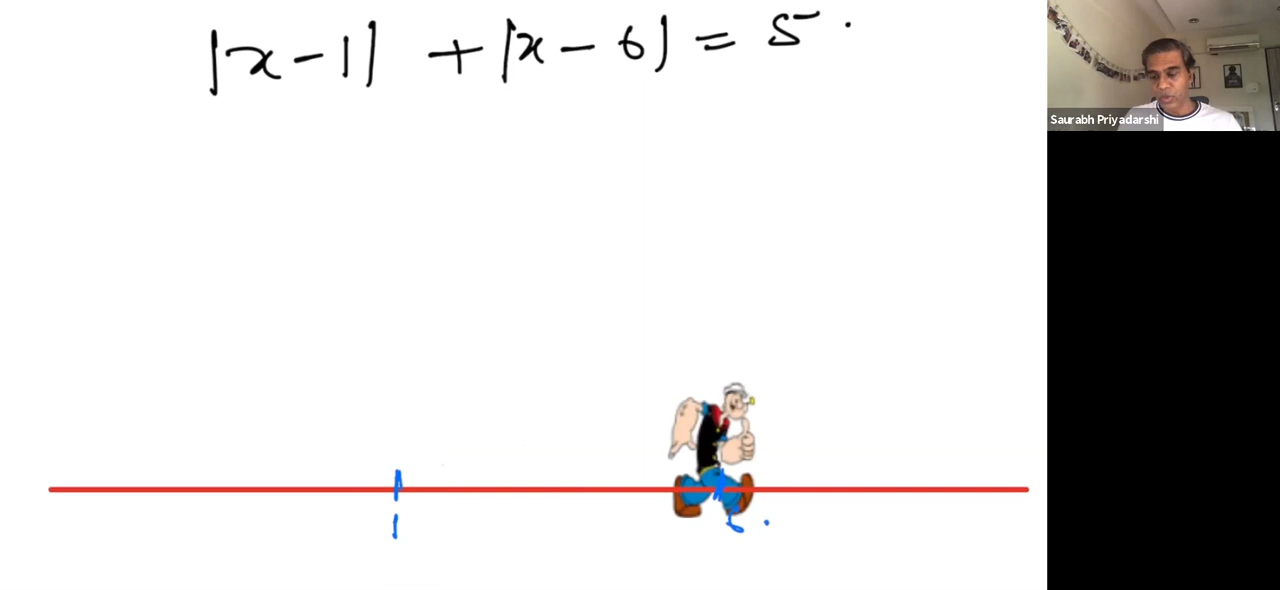 |x-1| + |x-6| = 5.
Saurabh Priyadarshi
1 6.